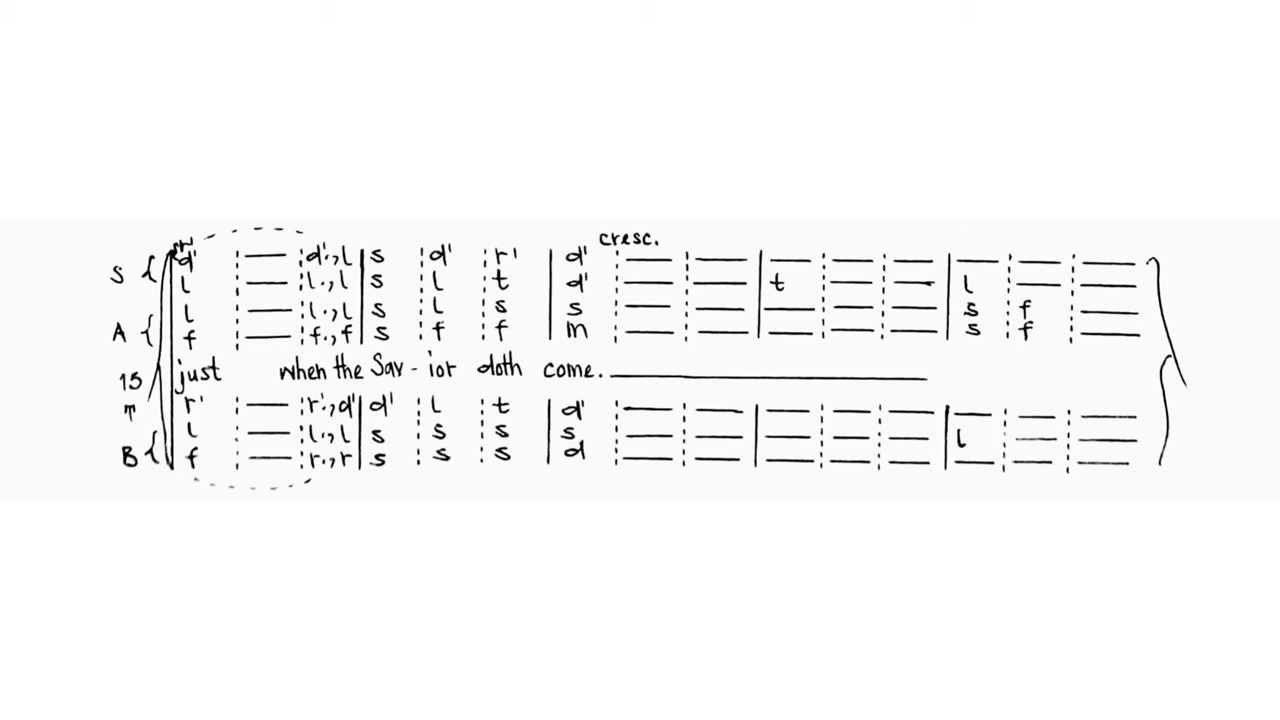 cresc.
S { d' :— :d'.,l | s :d' :r' | d' :— :— | — :— :— | — :— :—
l :— :l.,l | s :l :t | d' :— :— | t :— :— | l :— :—
A { l :— :l.,l | s :l :s | s :— :— | — :— :— | s :f :—
f :— :f.,f | s :f :f | m :— :— | — :— :— | s :f :—
15 just when the Sav - ior doth come.
T r' :— :r'.,d' | d' :l :t | d' :— :— | — :— :— | — :— :—
l :— :l.,l | s :s :s | s :— :— | — :— :— | l :— :—
B { f :— :r.,r | s :s :s | d :— :— | — :— :— | — :— :—